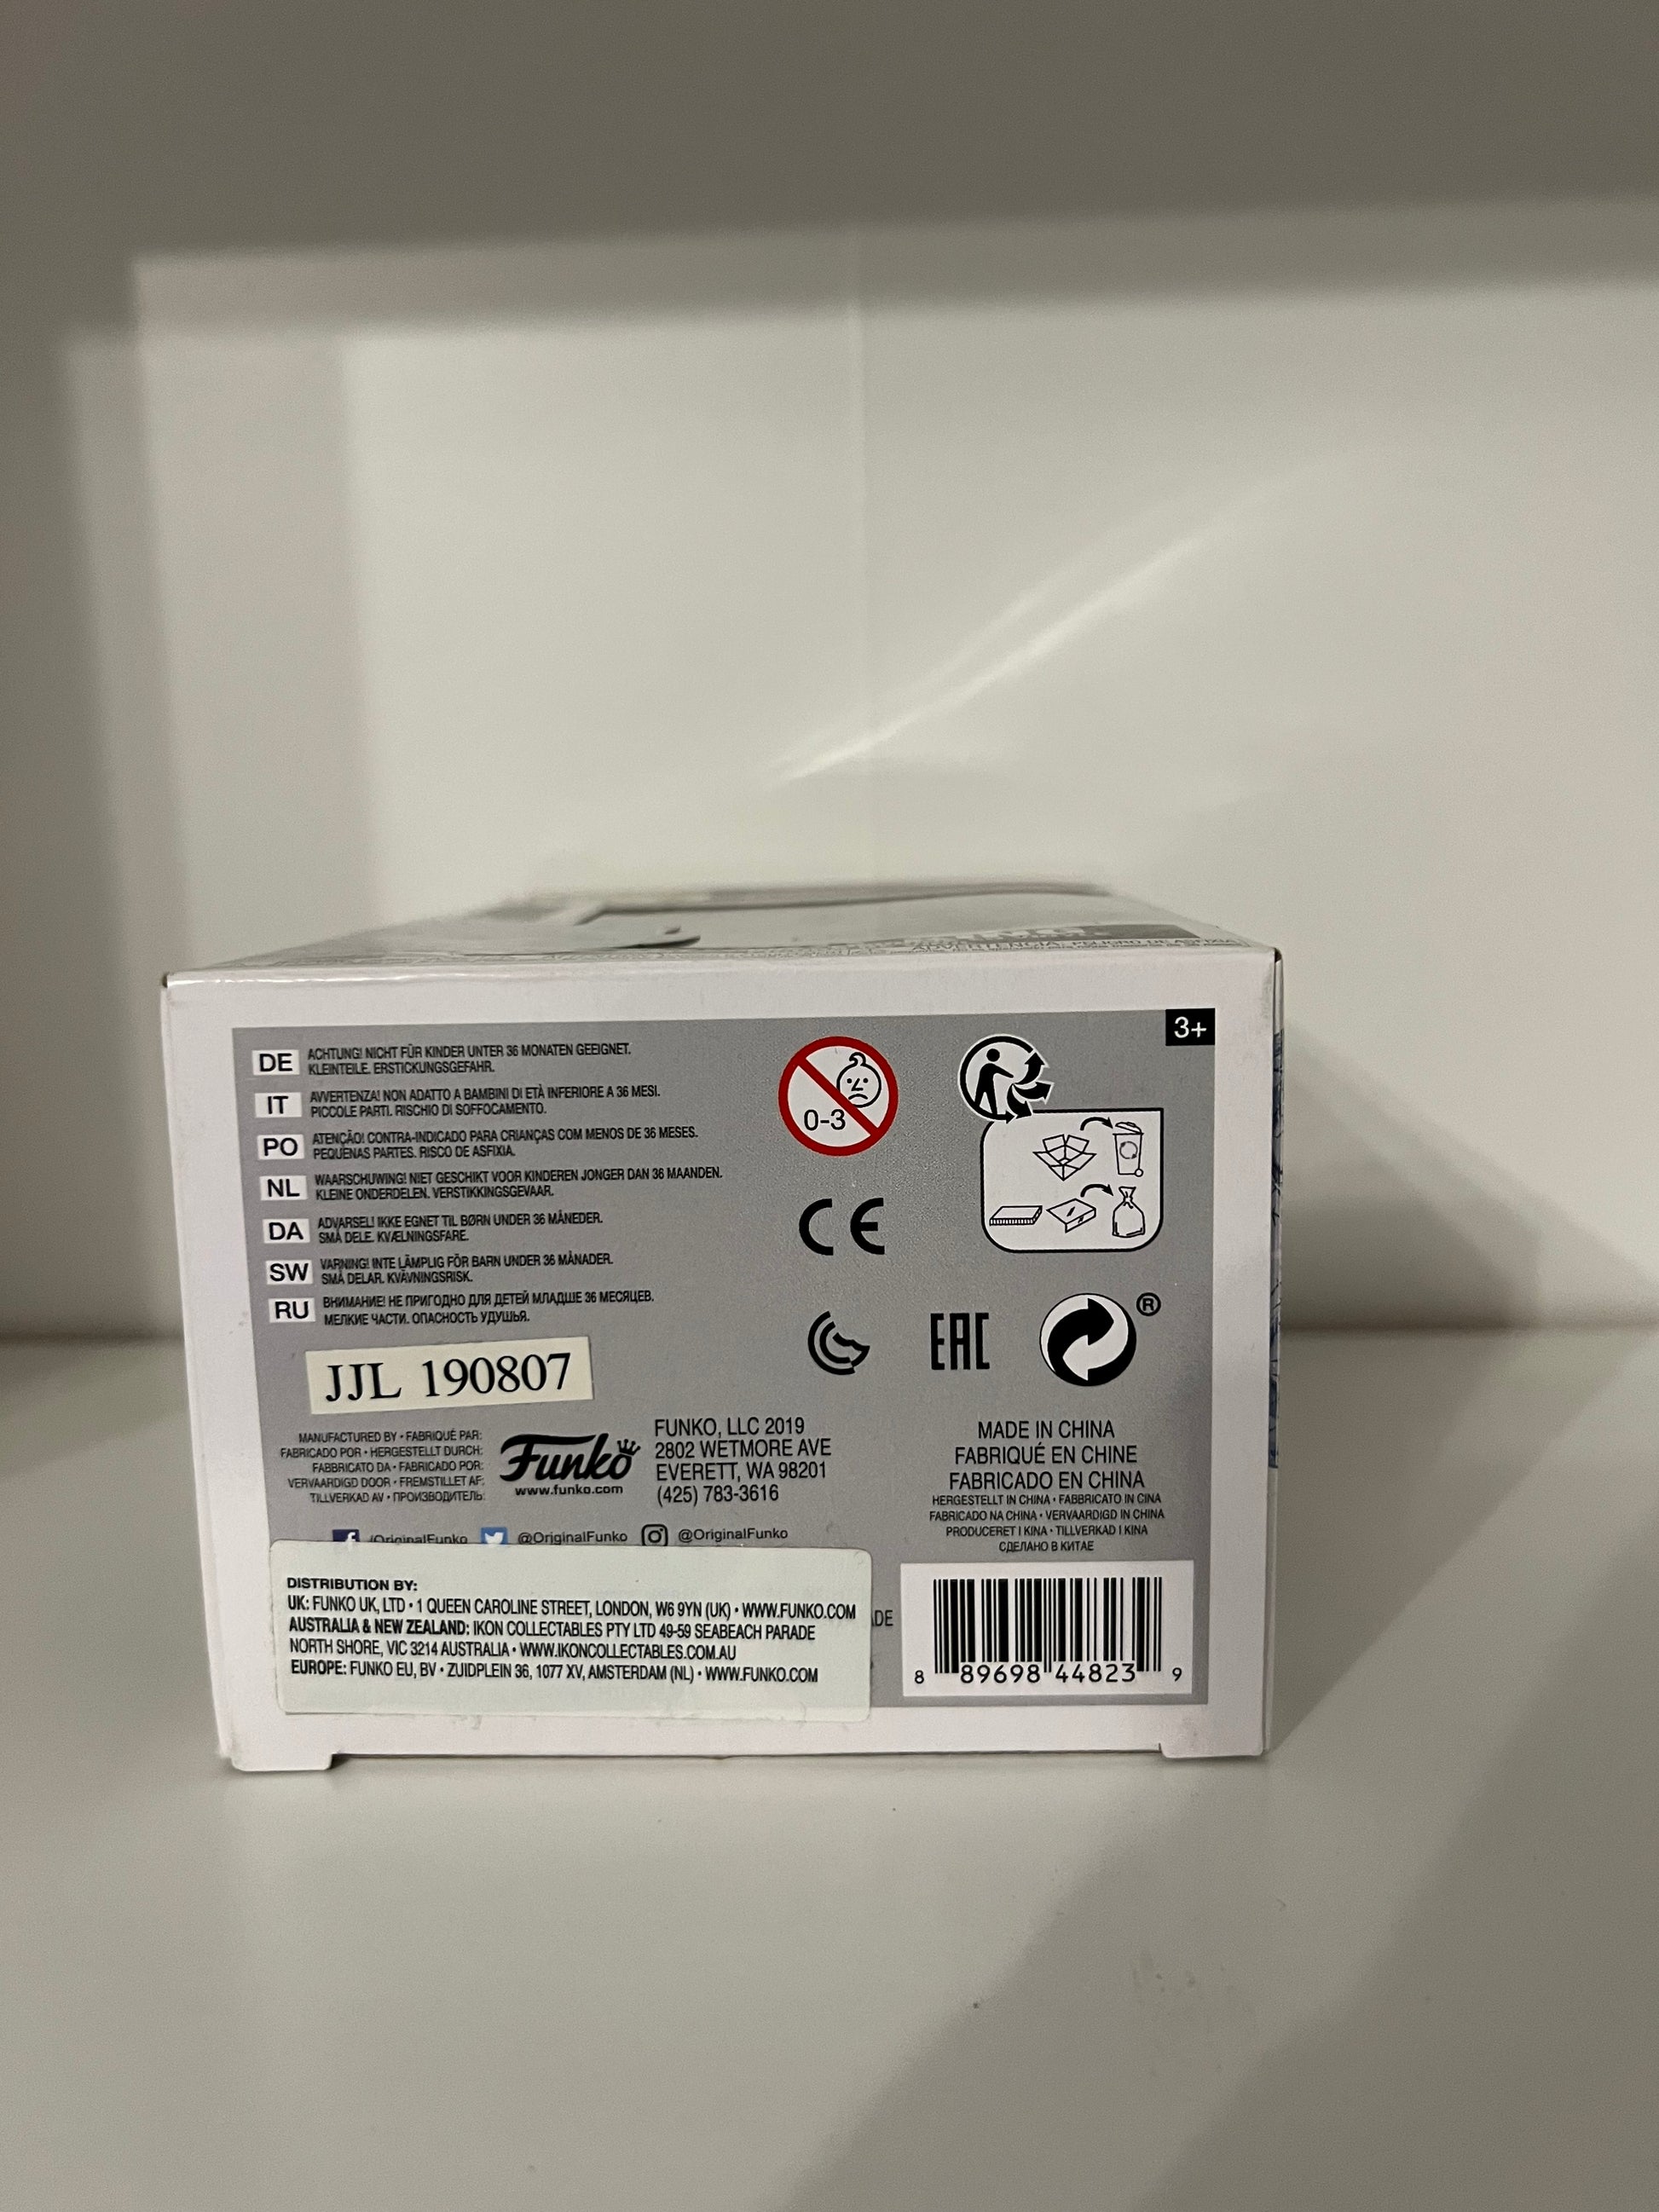 ADVERTENCIA: PELIGRO DE ASFIXIA
3+
DE
ACHTUNG! NICHT FÜR KINDER UNTER 36 MONATEN GEEIGNET.
KLEINTEILE. ERSTICKUNGSGEFAHR.
IT
AVVERTENZA! NON ADATTO A BAMBINI DI ETÀ INFERIORE A 36 MESI.
PICCOLE PARTI. RISCHIO DI SOFFOCAMENTO.
PO
ATENÇÃO! CONTRA-INDICADO PARA CRIANÇAS COM MENOS DE 36 MESES.
PEQUENAS PARTES. RISCO DE ASFIXIA.
NL
WAARSCHUWING! NIET GESCHIKT VOOR KINDEREN JONGER DAN 36 MAANDEN.
KLEINE ONDERDELEN. VERSTIKKINGSGEVAAR.
DA
ADVARSEL! IKKE EGNET TIL BØRN UNDER 36 MÅNEDER.
SMÅ DELE. KVÆLNINGSFARE.
SW
VARNING! INTE LÄMPLIG FÖR BARN UNDER 36 MÅNADER.
SMÅ DELAR. KVÄVNINGSRISK.
RU
ВНИМАНИЕ! НЕ ПРИГОДНО ДЛЯ ДЕТЕЙ МЛАДШЕ 36 МЕСЯЦЕВ.
МЕЛКИЕ ЧАСТИ. ОПАСНОСТЬ УДУШЬЯ.
0-3
CE
EAC
®
JJL 190807
MANUFACTURED BY • FABRIQUÉ PAR:
FABRICADO POR • HERGESTELLT DURCH:
FABBRICATO DA • FABRICADO POR:
VERVAARDIGD DOOR • FREMSTILLET AF:
TILLVERKAD AV • ПРОИЗВОДИТЕЛЬ:
Funko
www.funko.com
FUNKO, LLC 2019
2802 WETMORE AVE
EVERETT, WA 98201
(425) 783-3616
MADE IN CHINA
FABRIQUÉ EN CHINE
FABRICADO EN CHINA
HERGESTELLT IN CHINA • FABBRICATO IN CINA
FABRICADO NA CHINA • VERVAARDIGD IN CHINA
PRODUCERET I KINA • TILLVERKAD I KINA
СДЕЛАНО В КИТАЕ
/OriginalFunko @OriginalFunko @OriginalFunko
DISTRIBUTION BY:
UK: FUNKO UK, LTD • 1 QUEEN CAROLINE STREET, LONDON, W6 9YN (UK) • WWW.FUNKO.COM
AUSTRALIA & NEW ZEALAND: IKON COLLECTABLES PTY LTD 49-59 SEABEACH PARADE
NORTH SHORE, VIC 3214 AUSTRALIA • WWW.IKONCOLLECTABLES.COM.AU
EUROPE: FUNKO EU, BV • ZUIDPLEIN 36, 1077 XV, AMSTERDAM (NL) • WWW.FUNKO.COM
ADE
8 89698 44823 9